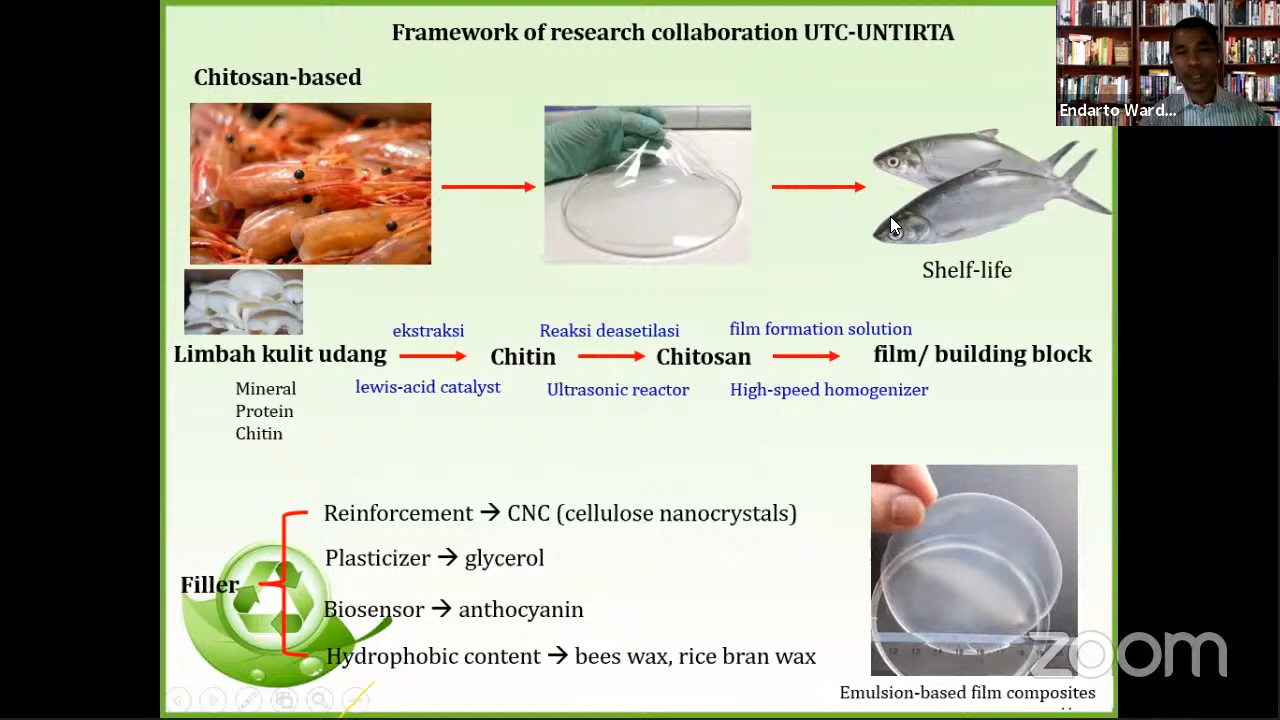 Framework of research collaboration UTC-UNTIRTA
Endarto Ward...
Chitosan-based
Shelf-life
ekstraksi
Reaksi deasetilasi
film formation solution
Limbah kulit udang
Chitin
Chitosan
film/ building block
lewis-acid catalyst
Ultrasonic reactor
High-speed homogenizer
Mineral
Protein
Chitin
Filler
Reinforcement → CNC (cellulose nanocrystals)
Plasticizer → glycerol
Biosensor → anthocyanin
Hydrophobic content → bees wax, rice bran wax
Emulsion-based film composites
zoom